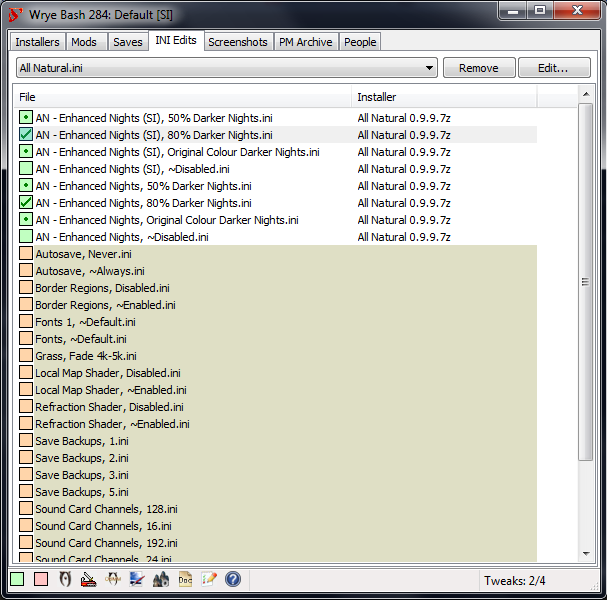 Wrye Bash 284: Default [SI]
Installers Mods Saves INI Edits Screenshots PM Archive People
All Natural.ini Remove Edit...
File Installer
AN - Enhanced Nights (SI), 50% Darker Nights.ini All Natural 0.9.9.7z
AN - Enhanced Nights (SI), 80% Darker Nights.ini All Natural 0.9.9.7z
AN - Enhanced Nights (SI), Original Colour Darker Nights.ini All Natural 0.9.9.7z
AN - Enhanced Nights (SI), ~Disabled.ini All Natural 0.9.9.7z
AN - Enhanced Nights, 50% Darker Nights.ini All Natural 0.9.9.7z
AN - Enhanced Nights, 80% Darker Nights.ini All Natural 0.9.9.7z
AN - Enhanced Nights, Original Colour Darker Nights.ini All Natural 0.9.9.7z
AN - Enhanced Nights, ~Disabled.ini All Natural 0.9.9.7z
Autosave, Never.ini
Autosave, ~Always.ini
Border Regions, Disabled.ini
Border Regions, ~Enabled.ini
Fonts 1, ~Default.ini
Fonts, ~Default.ini
Grass, Fade 4k-5k.ini
Local Map Shader, Disabled.ini
Local Map Shader, ~Enabled.ini
Refraction Shader, Disabled.ini
Refraction Shader, ~Enabled.ini
Save Backups, 1.ini
Save Backups, 2.ini
Save Backups, 3.ini
Save Backups, 5.ini
Sound Card Channels, 128.ini
Sound Card Channels, 16.ini
Sound Card Channels, 192.ini
Sound Card Channels, 24.ini
Doc Tweaks: 2/4